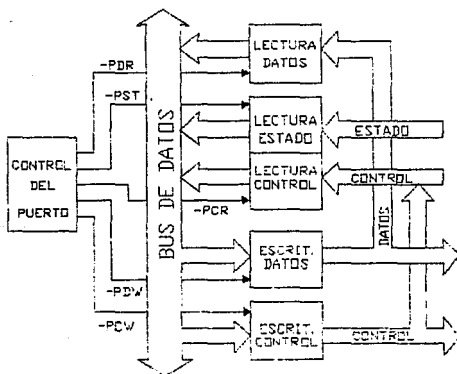 LECTURA
DATOS
-PDR
-PST
LECTURA
ESTADO
ESTADO
CONTROL
DEL
PUERTO
BUS DE DATOS
LECTURA
CONTROL
CONTROL
-PCR
DATOS
ESCRIT.
DATOS
-PDW
-PCW
ESCRIT.
CONTROL
CONTROL